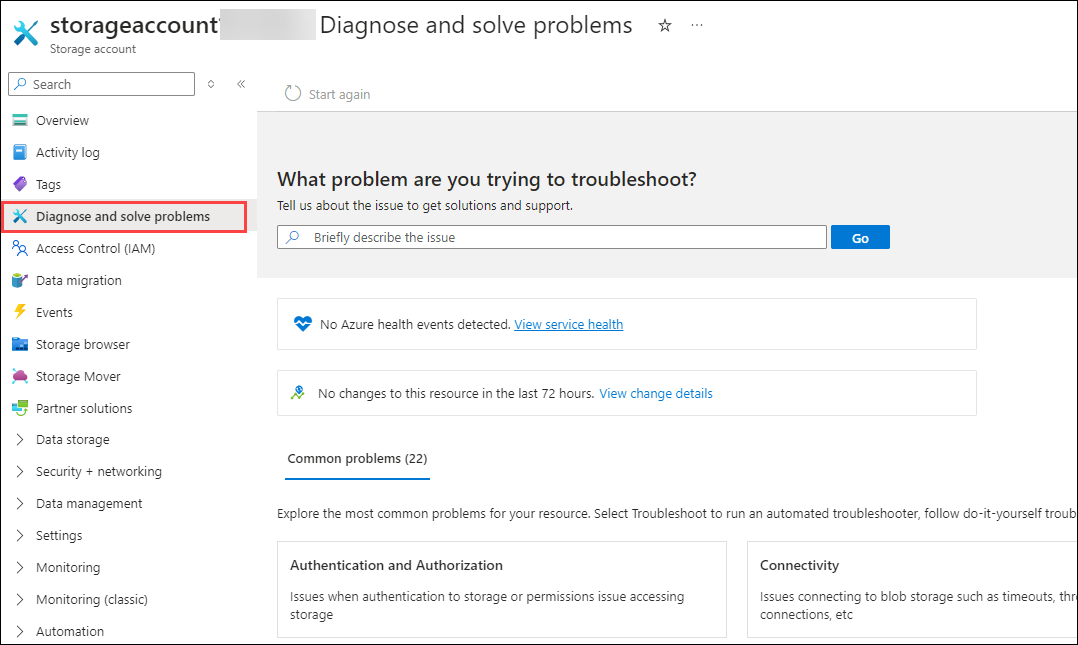 storageaccount
Diagnose and solve problems
...
Storage account
Search
Start again
Overview
Activity log
Tags
Diagnose and solve problems
Access Control (IAM)
Data migration
Events
Storage browser
Storage Mover
Partner solutions
Data storage
Security + networking
Data management
Settings
Monitoring
Monitoring (classic)
Automation
What problem are you trying to troubleshoot?
Tell us about the issue to get solutions and support.
Briefly describe the issue
Go
No Azure health events detected. View service health
No changes to this resource in the last 72 hours. View change details
Common problems (22)
Explore the most common problems for your resource. Select Troubleshoot to run an automated troubleshooter, follow do-it-yourself troub
Authentication and Authorization
Issues when authentication to storage or permissions issue accessing
storage
Connectivity
Issues connecting to blob storage such as timeouts, thr
connections, etc